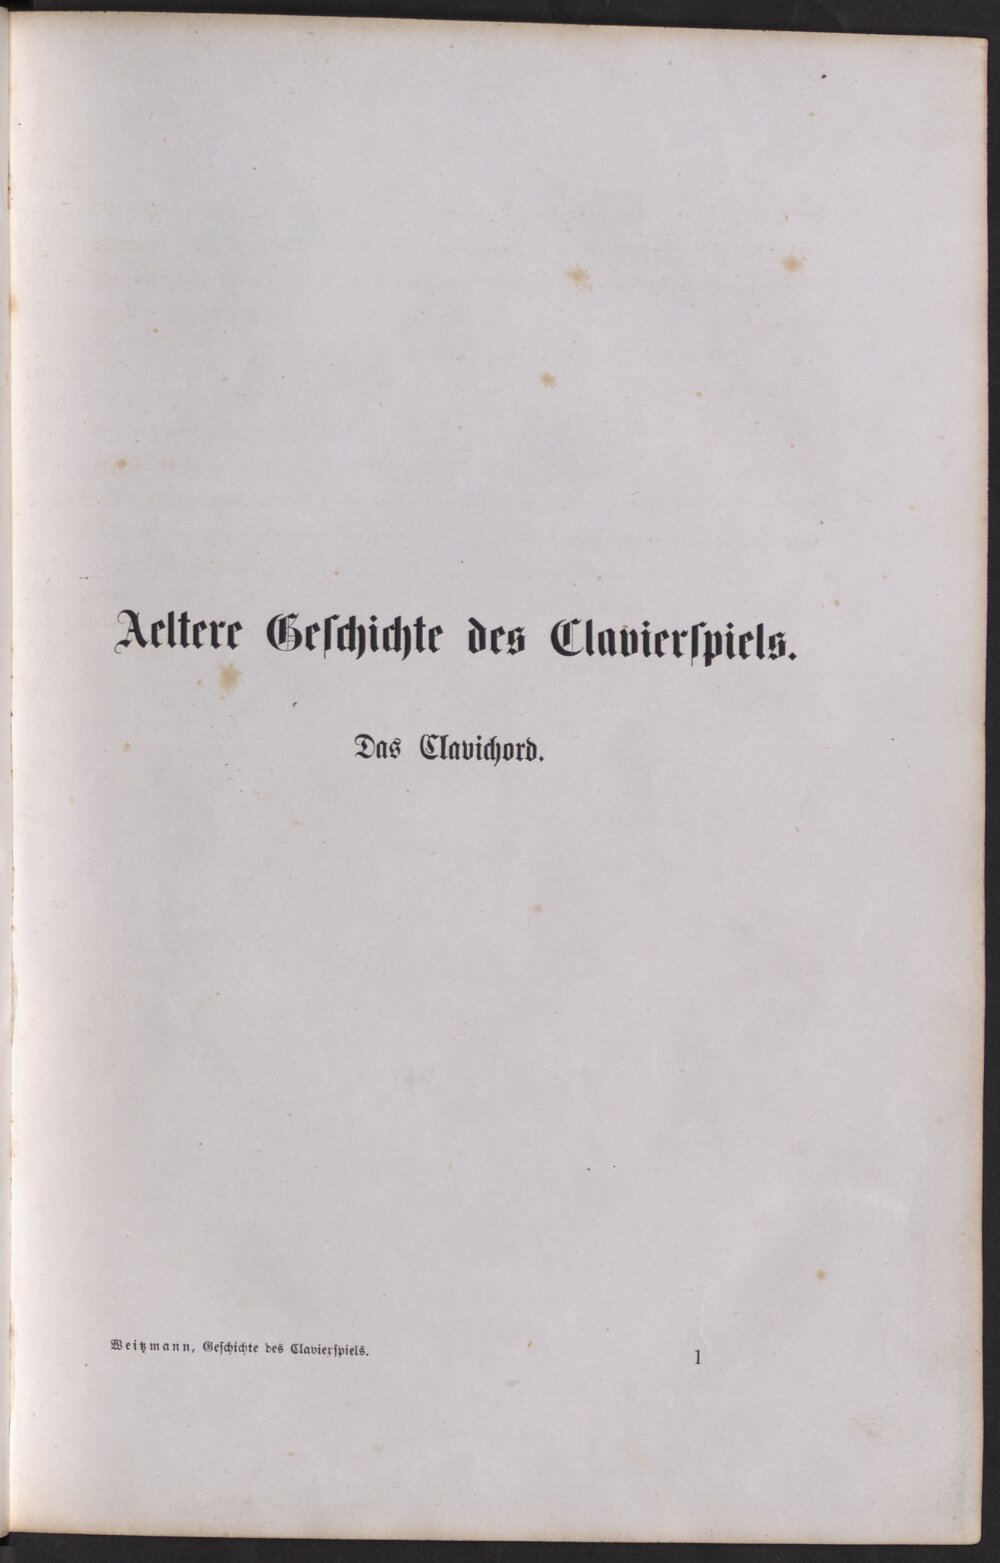 Aeltere Geſchichte des Clavierſpiels.
Das Clavichord.
Weitzmann, Geſchichte des Clavierſpiels.
1